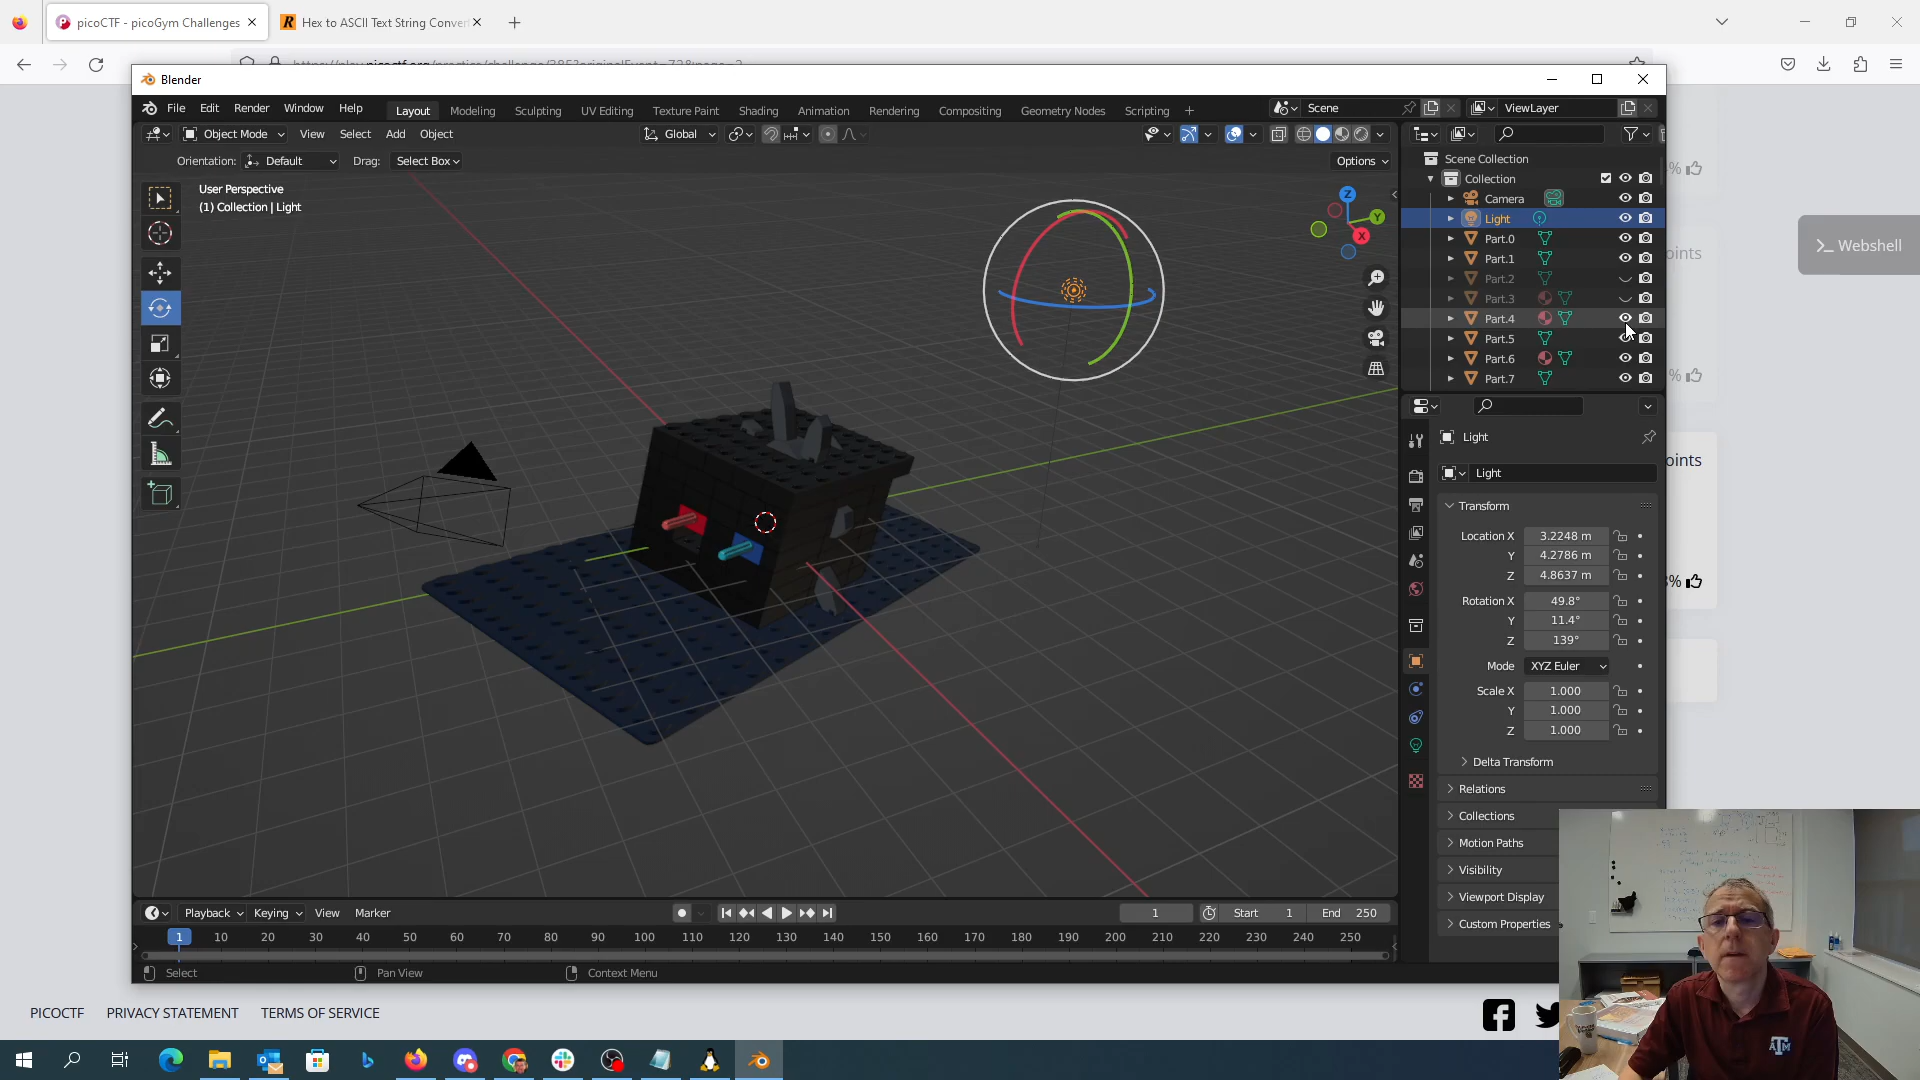 picoCTF - picoGym Challenges
Hex to ASCII Text String Conver
Blender
File Edit Render Window Help
Layout Modeling Sculpting UV Editing Texture Paint Shading Animation Rendering Compositing Geometry Nodes Scripting
Scene
ViewLayer
Object Mode View Select Add Object
Global
Orientation: Default Drag: Select Box
Options
User Perspective
(1) Collection | Light
Z
Y
X
Scene Collection
Collection
Camera
Light
Part.0
Part.1
Part.2
Part.3
Part.4
Part.5
Part.6
Part.7
Webshell
Light
Light
Transform
Location X 3.2248 m
Y 4.2786 m
Z 4.8637 m
Rotation X 49.8°
Y 11.4°
Z 139°
Mode XYZ Euler
Scale X 1.000
Y 1.000
Z 1.000
Delta Transform
Relations
Collections
Motion Paths
Visibility
Viewport Display
Custom Properties
oints
%
oints
%
Playback Keying View Marker
1
Start 1 End 250
1 10 20 30 40 50 60 70 80 90 100 110 120 130 140 150 160 170 180 190 200 210 220 230 240 250
Select Pan View Context Menu
PICOCTF PRIVACY STATEMENT TERMS OF SERVICE
ATM